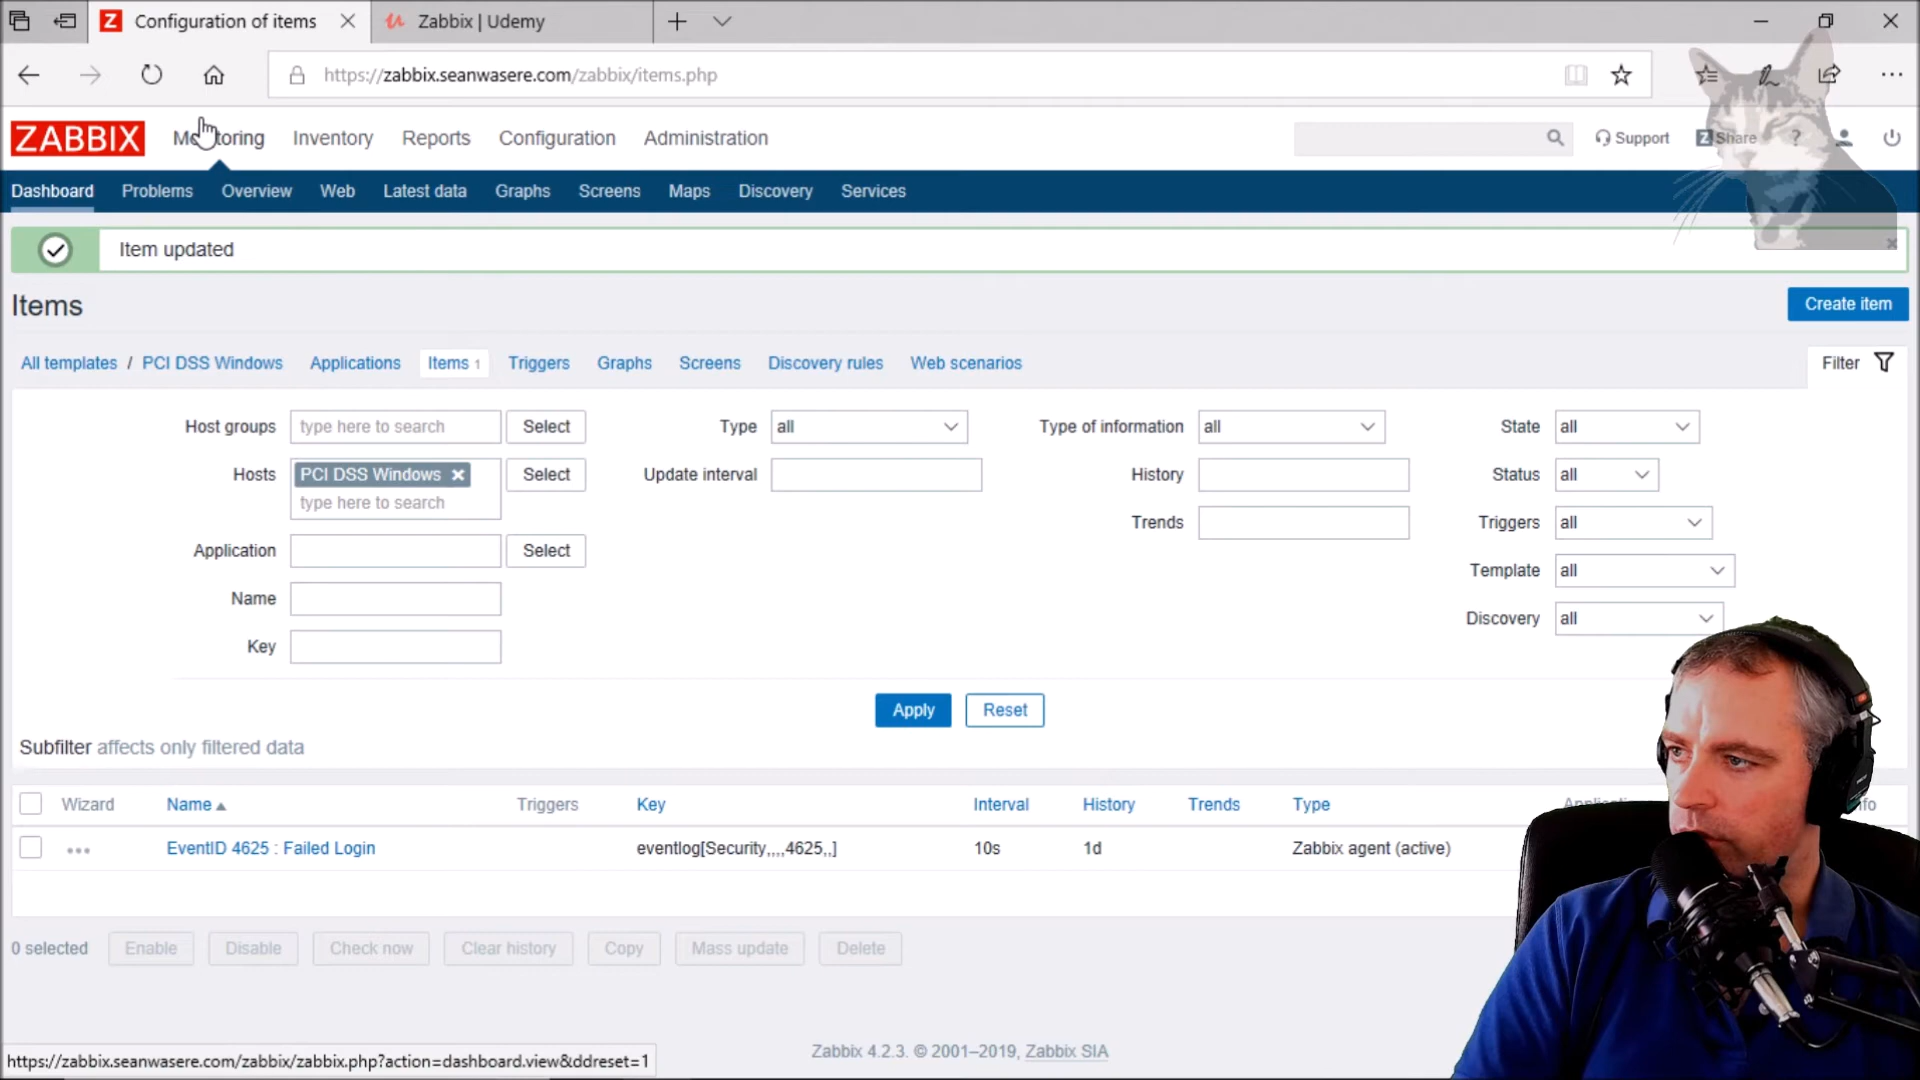 Configuration of items
Zabbix | Udemy
https://zabbix.seanwasere.com/zabbix/items.php
ZABBIX Monitoring Inventory Reports Configuration Administration Support Z Share ?
Dashboard Problems Overview Web Latest data Graphs Screens Maps Discovery Services
Item updated
Items Create item
All templates / PCI DSS Windows Applications Items 1 Triggers Graphs Screens Discovery rules Web scenarios Filter
Host groups type here to search Select Type all Type of information all State all
Hosts PCI DSS Windows Select Update interval History Status all
type here to search
Trends Triggers all
Application Select
Template all
Name
Discovery all
Key
Apply Reset
Subfilter affects only filtered data
Wizard Name Triggers Key Interval History Trends Type
EventID 4625 : Failed Login eventlog[Security,,,,4625,,] 10s 1d Zabbix agent (active)
0 selected Enable Disable Check now Clear history Copy Mass update Delete
Zabbix 4.2.3. © 2001–2019, Zabbix SIA
https://zabbix.seanwasere.com/zabbix/zabbix.php?action=dashboard.view&ddreset=1